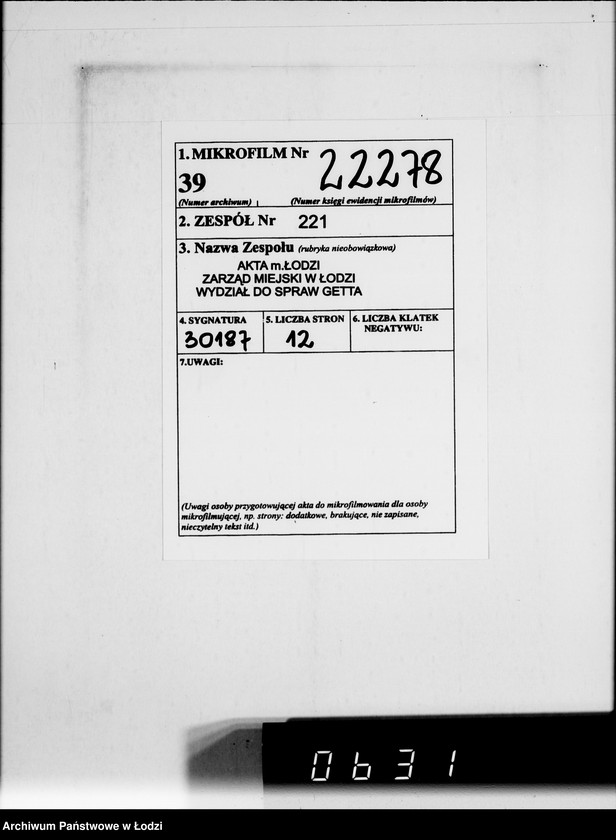 1. MIKROFILM Nr 22278
39
(Numer archiwum) (Numer księgi ewidencji mikrofilmów)
2. ZESPÓŁ Nr 221
3. Nazwa Zespołu (rubryka nieobowiązkowa)
AKTA m.ŁODZI
ZARZĄD MIEJSKI W ŁODZI
WYDZIAŁ DO SPRAW GETTA
4. SYGNATURA 5. LICZBA STRON 6. LICZBA KLATEK
NEGATYWU:
30187 12
7.UWAGI:
(Uwagi osoby przygotowującej akta do mikrofilmowania dla osoby
mikrofilmującej, np. strony: dodatkowe, brakujące, nie zapisane,
nieczytelny tekst itd.)
0631
Archiwum Państwowe w Łodzi